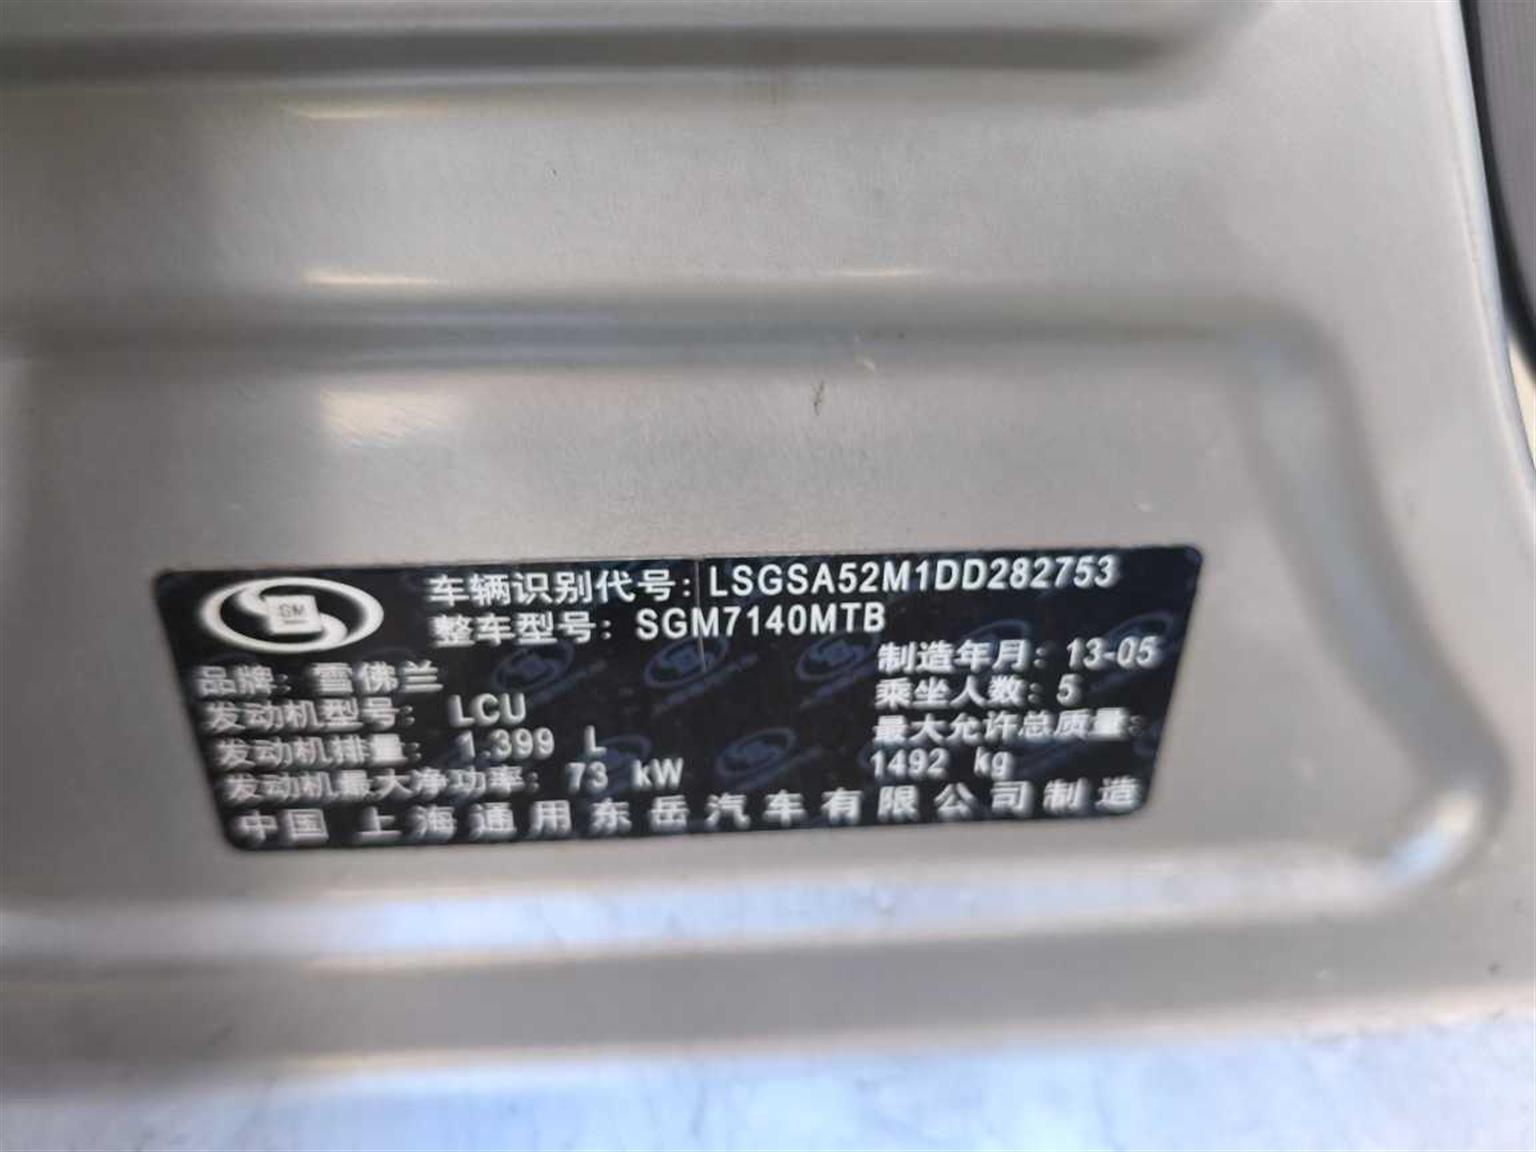 GM
车辆识别代号：LSGSA52M1DD282753
整车型号：SGM7140MTB
品牌：雪佛兰
制造年月：13-05
发动机型号：LCU
乘坐人数：5
发动机排量：1.399 L
最大允许总质量：
1492 kg
发动机最大净功率：73 kW
中国 上海通用东岳汽车有限公司制造